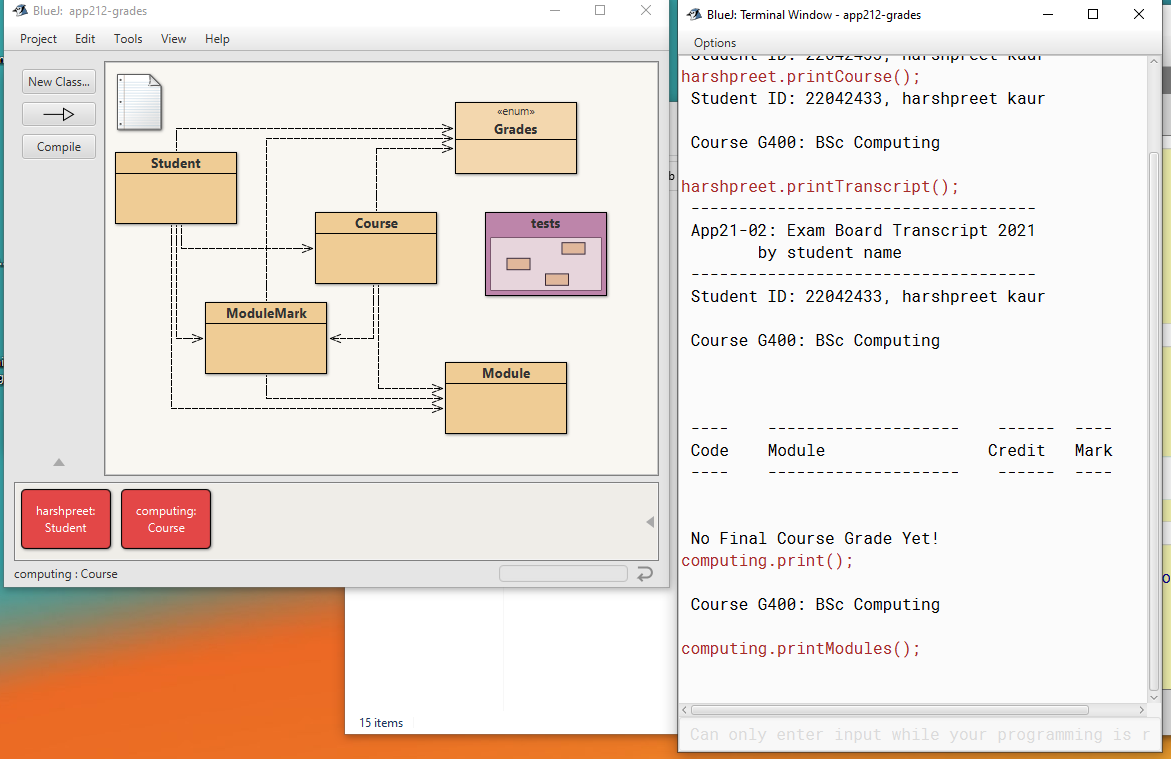 BlueJ: app212-grades
Project Edit Tools View Help
New Class...
Compile
«enum»
Grades
Student
Course
tests
ModuleMark
Module
harshpreet:
Student
computing:
Course
computing : Course
15 items
BlueJ: Terminal Window - app212-grades
Options
Student ID: 22042433, harshpreet kaur
harshpreet.printCourse();
Student ID: 22042433, harshpreet kaur
Course G400: BSc Computing
harshpreet.printTranscript();
------------------------------------
App21-02: Exam Board Transcript 2021
by student name
------------------------------------
Student ID: 22042433, harshpreet kaur
Course G400: BSc Computing
---- -------------------- ------ ----
Code Module Credit Mark
---- -------------------- ------ ----
No Final Course Grade Yet!
computing.print();
Course G400: BSc Computing
computing.printModules();
Can only enter input while your programming is r